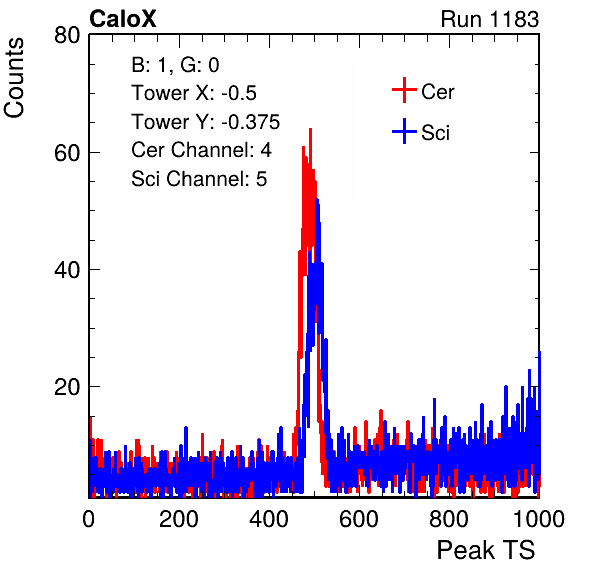 CaloX Run 1183
80
Counts
B: 1, G: 0
Tower X: -0.5
Tower Y: -0.375
Cer Channel: 4
Sci Channel: 5
Cer
Sci
60
40
20
0 200 400 600 800 1000
Peak TS